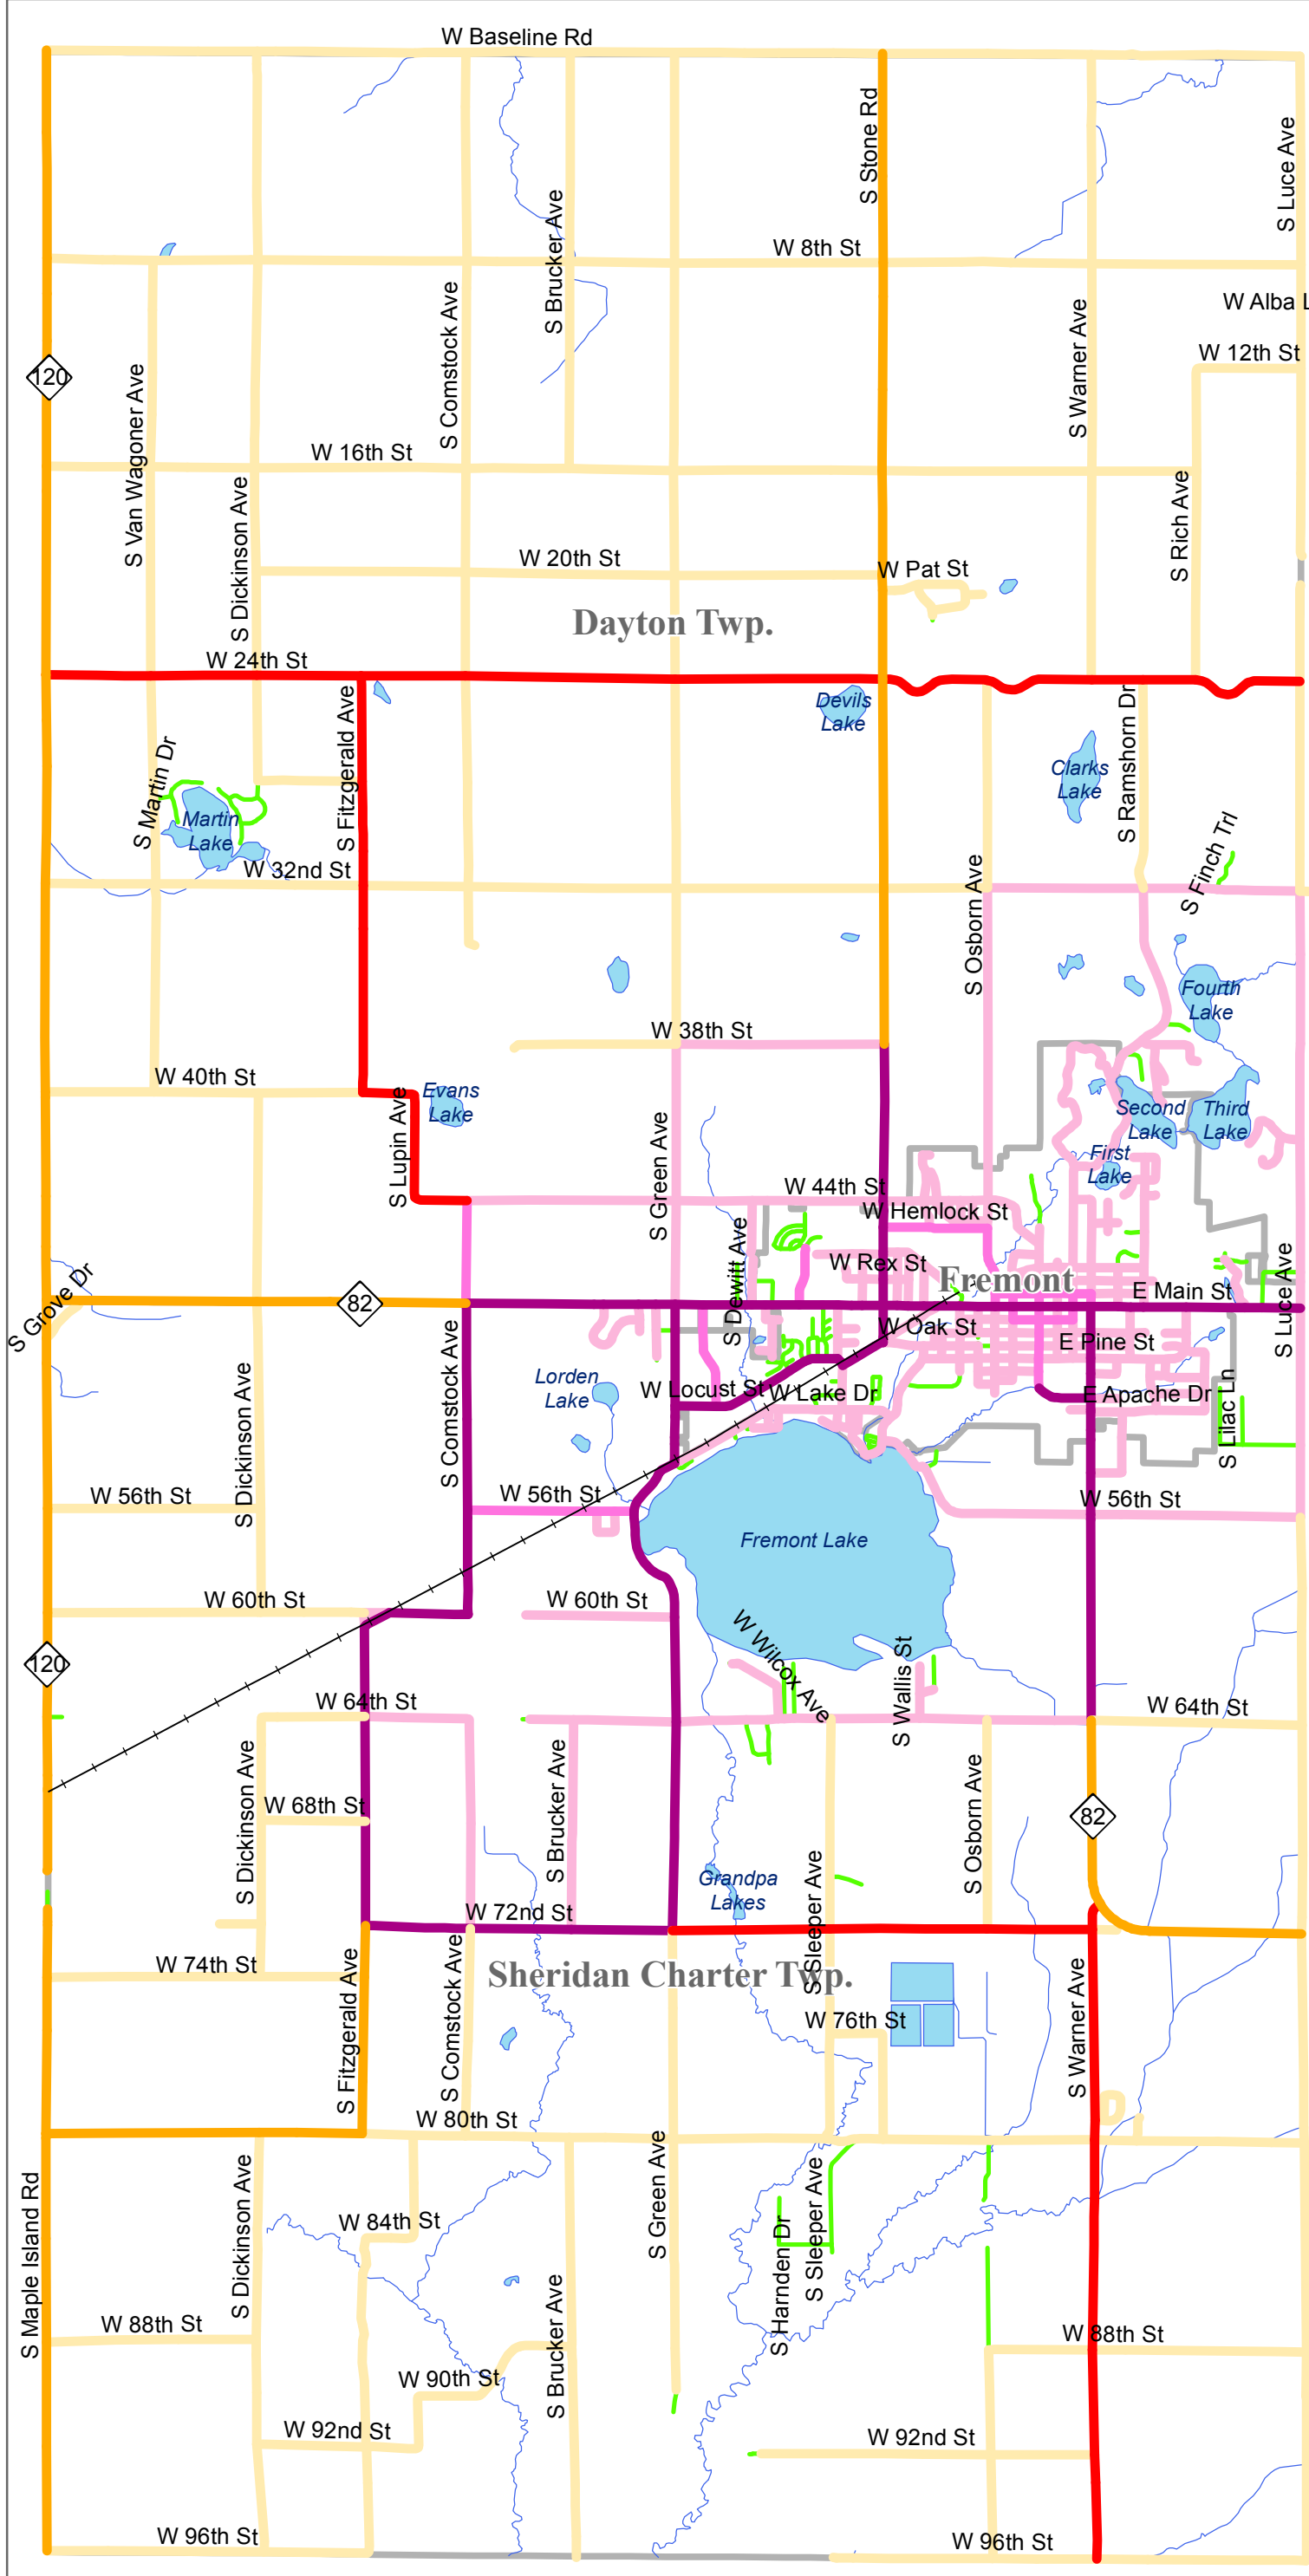 W Baseline Rd
S Stone Rd
S Luce Ave
S Brucker Ave
W 8th St
S Comstock Ave
S Warner Ave
W Alba L
W 12th St
120
S Van Wagoner Ave
W 16th St
S Dickinson Ave
S Rich Ave
W 20th St
W Pat St
Dayton Twp.
W 24th St
S Fitzgerald Ave
Devils
Lake
S Ramshorn Dr
Clarks
Lake
S Martin Dr
Martin
Lake
S Finch Trl
W 32nd St
S Osborn Ave
Fourth
Lake
W 38th St
W 40th St
Evans
Lake
S Lupin Ave
S Green Ave
Second
Lake
Third
Lake
First
Lake
W 44th St
W Hemlock St
S Dewitt Ave
W Rex St
Fremont
S Grove Dr
82
E Main St
S Luce Ave
W Oak St
E Pine St
S Comstock Ave
S Dickinson Ave
Lorden
Lake
W Locust St
W Lake Dr
E Apache Dr
S Lilac Ln
W 56th St
W 56th St
W 56th St
Fremont Lake
W 60th St
W 60th St
W Wilcox Ave
S Wallis St
120
W 64th St
W 64th St
S Dickinson Ave
S Brucker Ave
W 68th St
S Osborn Ave
82
S Sleeper Ave
Grandpa
Lakes
W 72nd St
W 74th St
S Fitzgerald Ave
S Comstock Ave
Sheridan Charter Twp.
W 76th St
S Warner Ave
W 80th St
S Maple Island Rd
S Dickinson Ave
S Green Ave
S Sleeper Ave
S Harnden Dr
W 84th St
W 88th St
W 88th St
S Brucker Ave
W 90th St
W 92nd St
W 92nd St
W 96th St
W 96th St